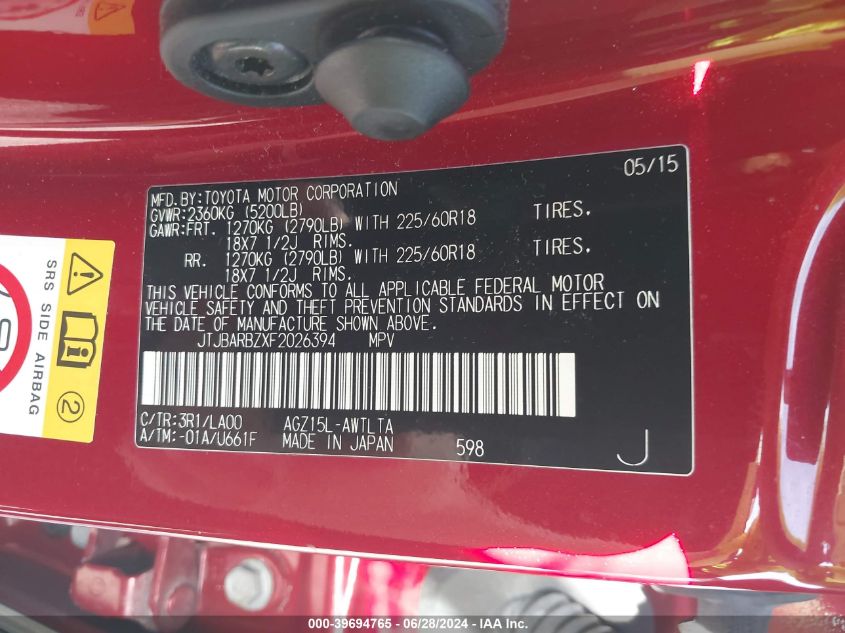 05/15
MFD.BY:TOYOTA MOTOR CORPORATION
GVWR:2360KG (5200LB)
GAWR:FRT. 1270KG (2790LB) WITH 225/60R18 TIRES.
18X7 1/2J RIMS.
RR. 1270KG (2790LB) WITH 225/60R18 TIRES.
18X7 1/2J RIMS.
THIS VEHICLE CONFORMS TO ALL APPLICABLE FEDERAL MOTOR
VEHICLE SAFETY AND THEFT PREVENTION STANDARDS IN EFFECT ON
THE DATE OF MANUFACTURE SHOWN ABOVE.
JTJBARBZXF2026394 MPV
C/TR:3R1/LA00 AGZ15L-AWTLTA
A/TM:-01A/U661F MADE IN JAPAN 598 J
SRS SIDE AIRBAG
2
000-39694765 - 06/28/2024 - IAA Inc.